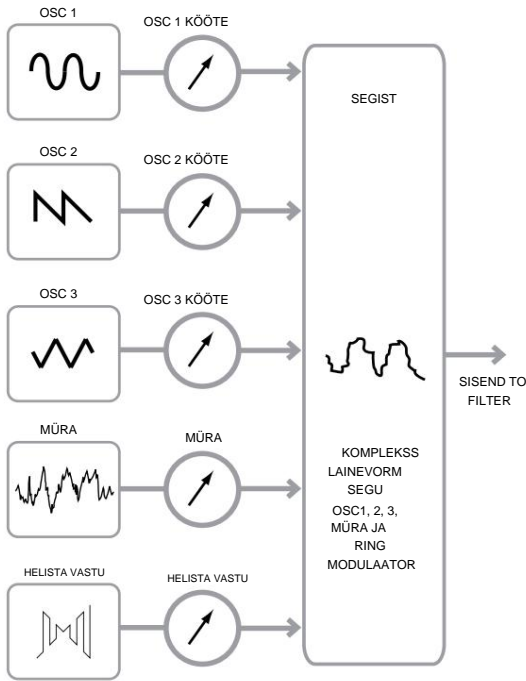 OSC 1
OSC 1 KÖÖTE
SEGIST
OSC 2
OSC 2 KÖÖTE
OSC 3
OSC 3 KÖÖTE
SISEND TO
FILTER
MÜRA
MÜRA
KOMPLEKSS
LAINEVORM
SEGU
OSC1, 2, 3,
MÜRA JA
RING
MODULAATOR
HELISTA VASTU
HELISTA VASTU